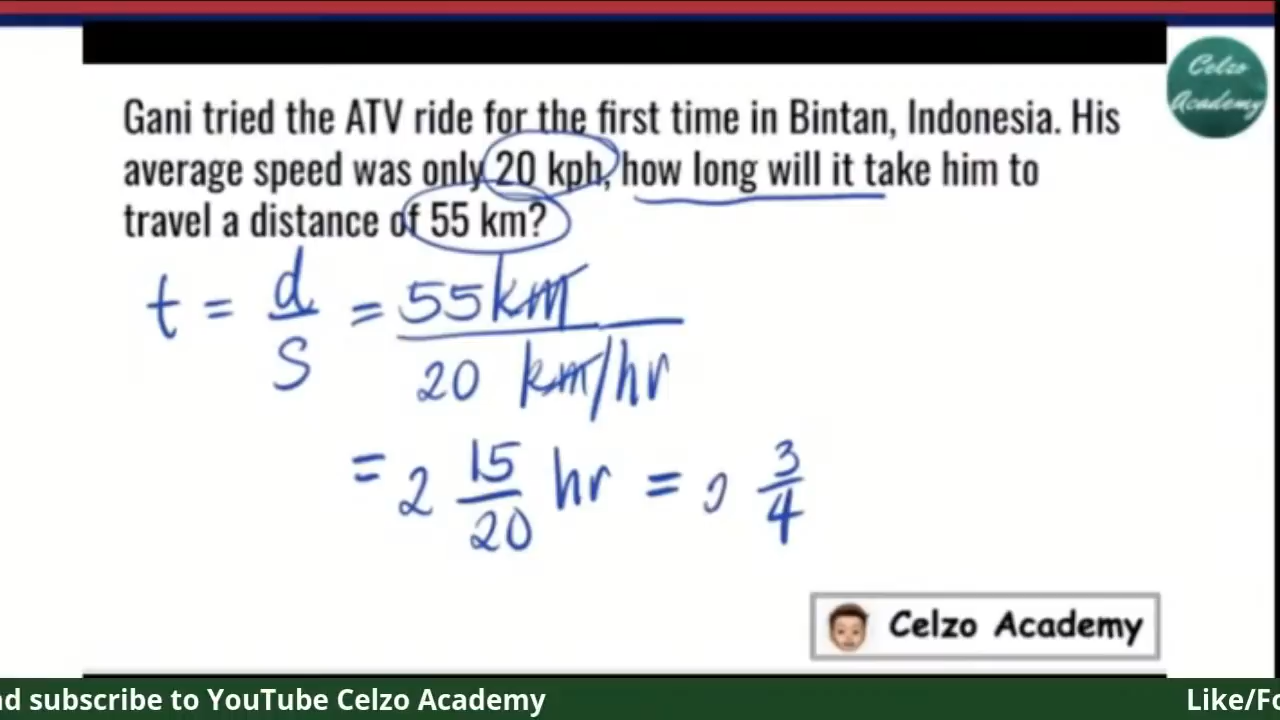 Celzo
Academy
Gani tried the ATV ride for the first time in Bintan, Indonesia. His
average speed was only 20 kph, how long will it take him to
travel a distance of 55 km?
t = d/s = 55 km / 20 km/hr
= 2 15/20 hr = 2 3/4
Celzo Academy
nd subscribe to YouTube Celzo Academy
Like/Fo